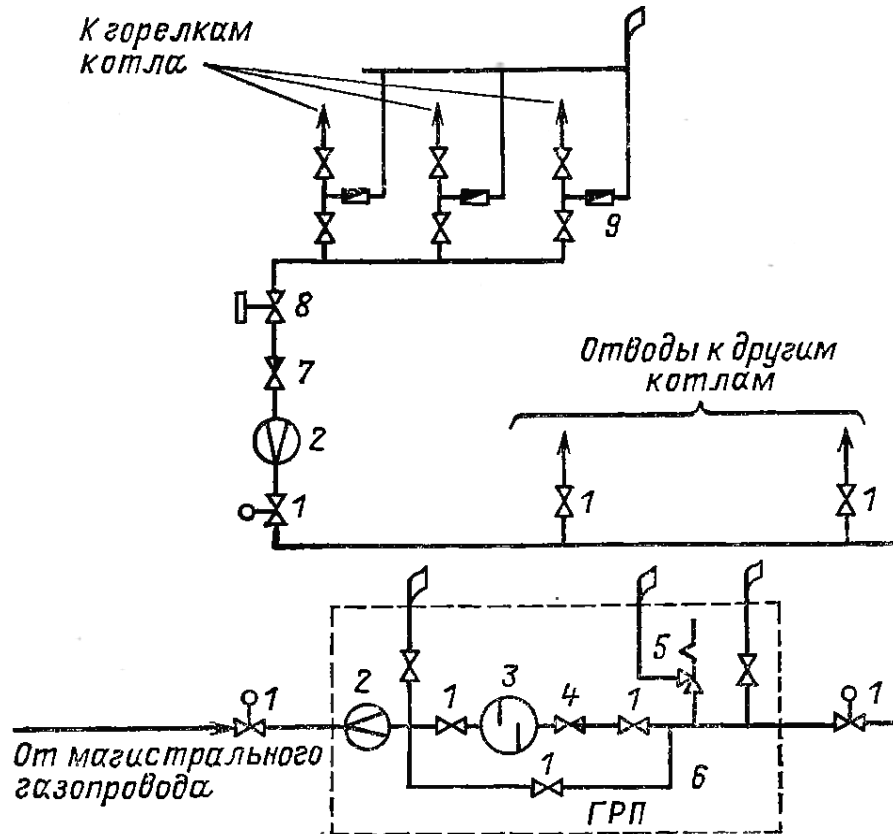 К горелкам
котла
9
8
7
2
1
Отводы к другим
котлам
1
1
5
3
1
2
1
4
1
1
От магистрального
газопровода
1
6
ГРП